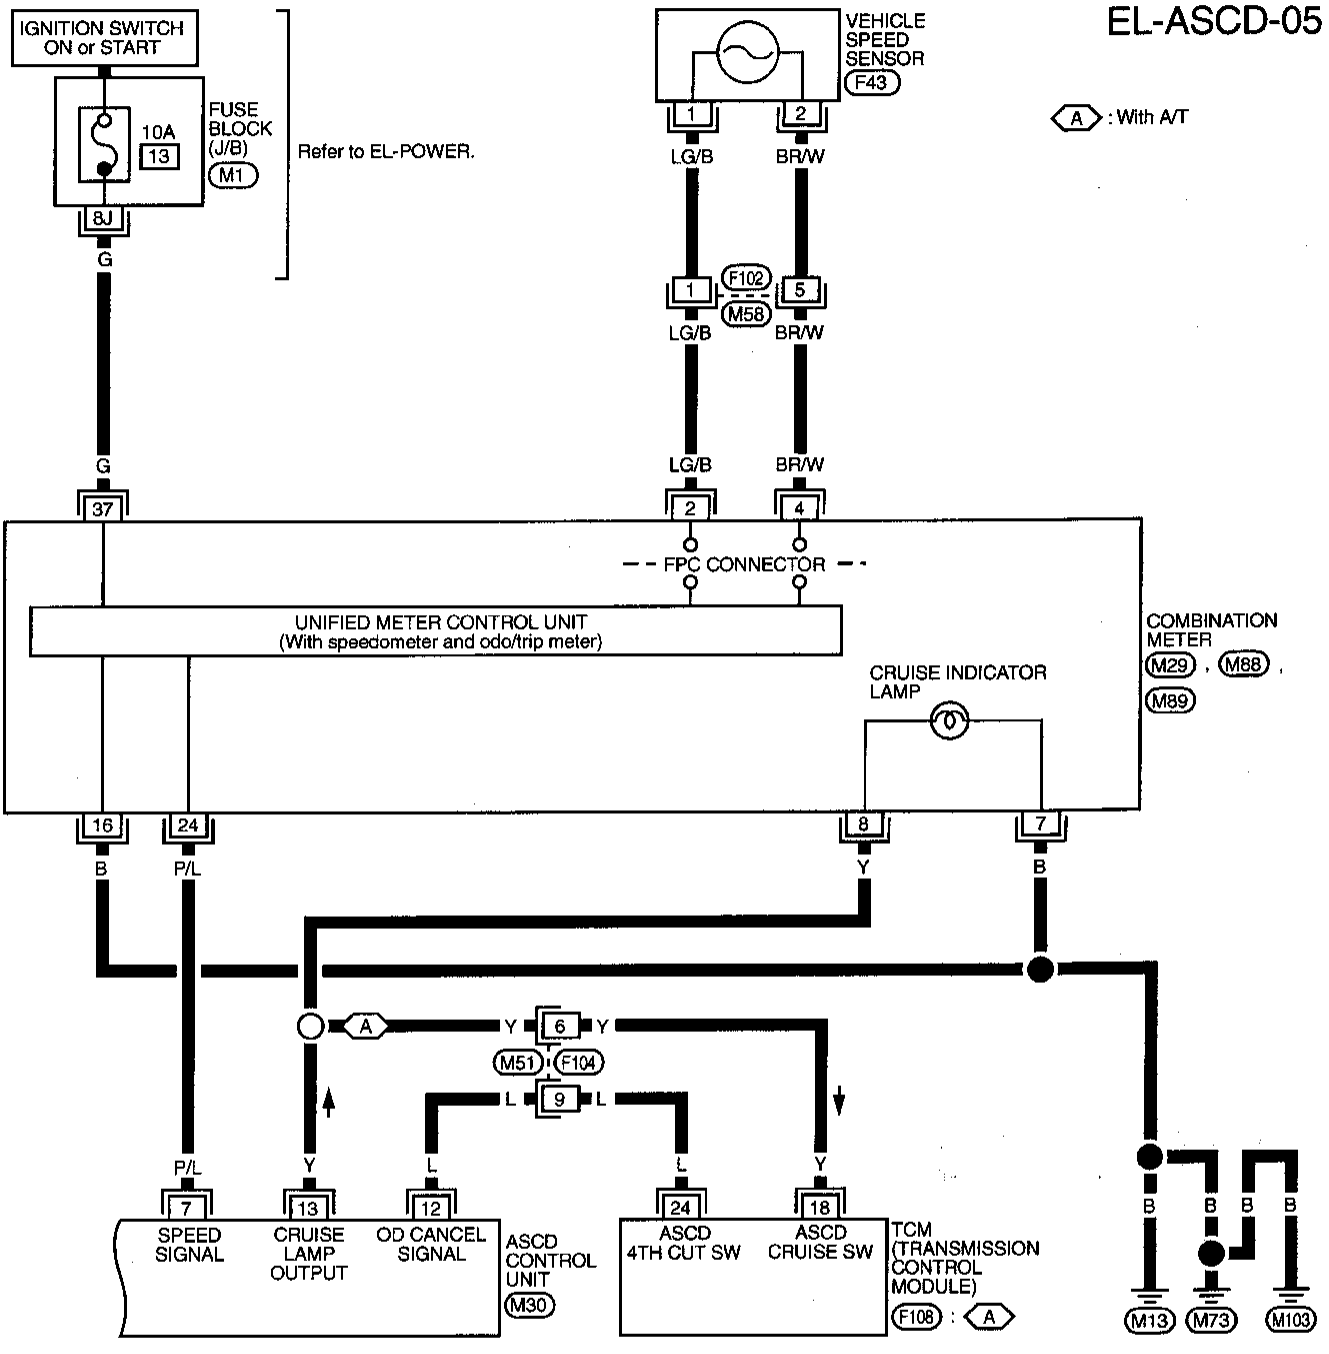 EL-ASCD-05
IGNITION SWITCH
ON or START
FUSE
BLOCK
(J/B)
M1
10A
13
8J
G
Refer to EL-POWER.
VEHICLE
SPEED
SENSOR
F43
A : With A/T
1 2
LG/B BR/W
1 F102 5
M58
LG/B BR/W
G
LG/B BR/W
37
2 4
FPC CONNECTOR
UNIFIED METER CONTROL UNIT
(With speedometer and odo/trip meter)
COMBINATION
METER
M29 , M88 ,
M89
CRUISE INDICATOR
LAMP
16 24 8 7
B P/L Y B
A Y 6 Y
M51 F104
L 9 L
P/L Y L L Y
7 13 12 24 18
SPEED
SIGNAL
CRUISE
LAMP
OUTPUT
OD CANCEL
SIGNAL
ASCD
CONTROL
UNIT
M30
ASCD
4TH CUT SW
ASCD
CRUISE SW
TCM
(TRANSMISSION
CONTROL
MODULE)
F108 : A
B B B B
M13 M73 M103